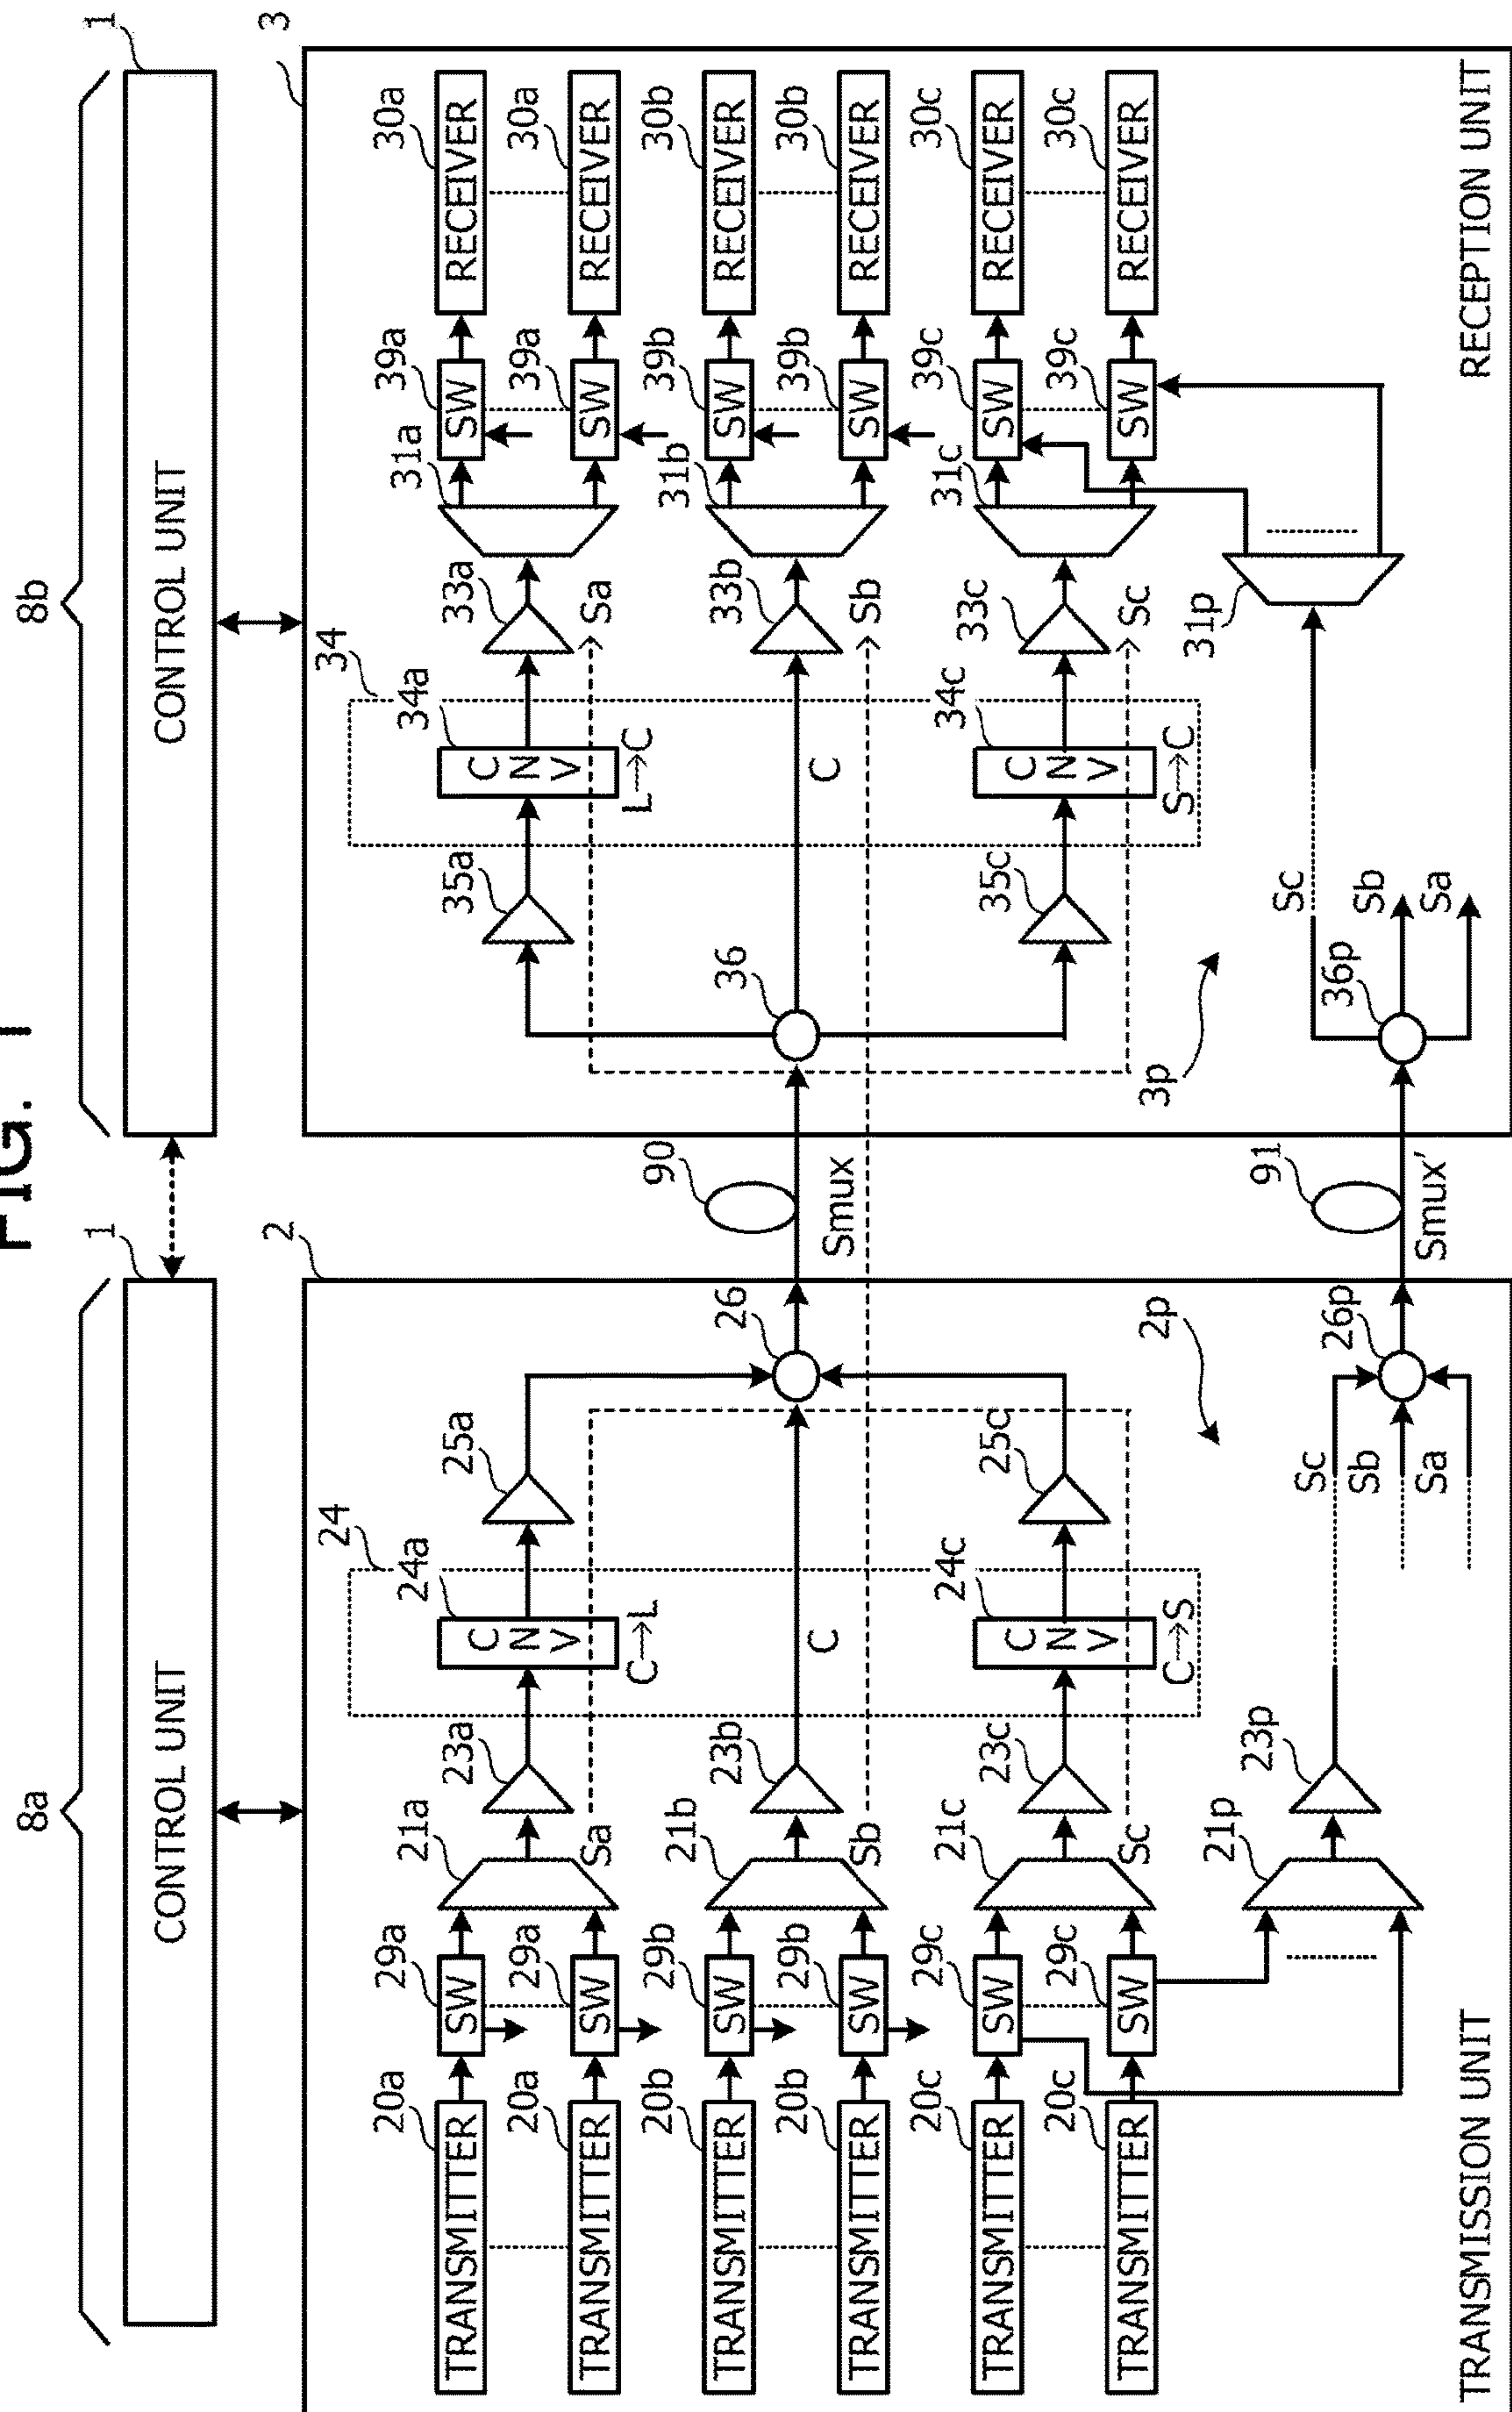 FIG. 1
8a
8b
1
CONTROL UNIT
1
CONTROL UNIT
2
3
24
34
20a
TRANSMITTER
29a
SW
21a
23a
24a
CNV
25a
35a
34a
CNV
33a
31a
39a
SW
30a
RECEIVER
20a
TRANSMITTER
29a
SW
Sa
C→L
L→C
Sa
39a
SW
30a
RECEIVER
20b
TRANSMITTER
29b
SW
21b
23b
C
26
90
Smux
36
C
33b
31b
39b
SW
30b
RECEIVER
20b
TRANSMITTER
29b
SW
Sb
Sb
39b
SW
30b
RECEIVER
20c
TRANSMITTER
29c
SW
21c
23c
24c
CNV
25c
35c
34c
CNV
33c
31c
39c
SW
30c
RECEIVER
20c
TRANSMITTER
29c
SW
Sc
C→S
S→C
Sc
39c
SW
30c
RECEIVER
2p
3p
21p
23p
Sc
Sb
Sa
26p
91
Smux'
36p
Sc
Sb
Sa
31p
TRANSMISSION UNIT
RECEPTION UNIT